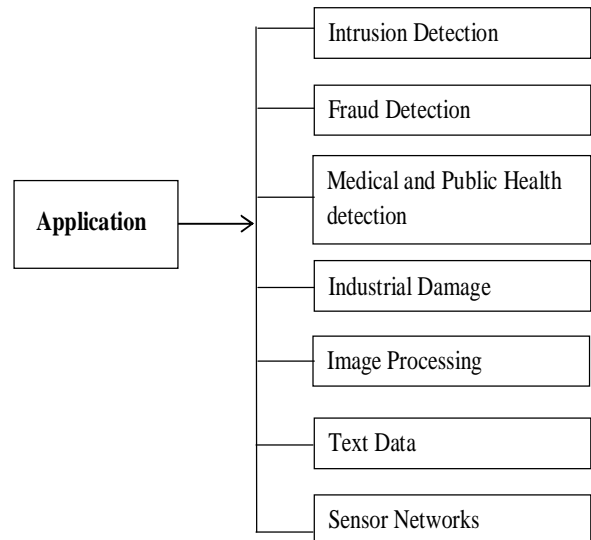 Application
Intrusion Detection
Fraud Detection
Medical and Public Health
detection
Industrial Damage
Image Processing
Text Data
Sensor Networks